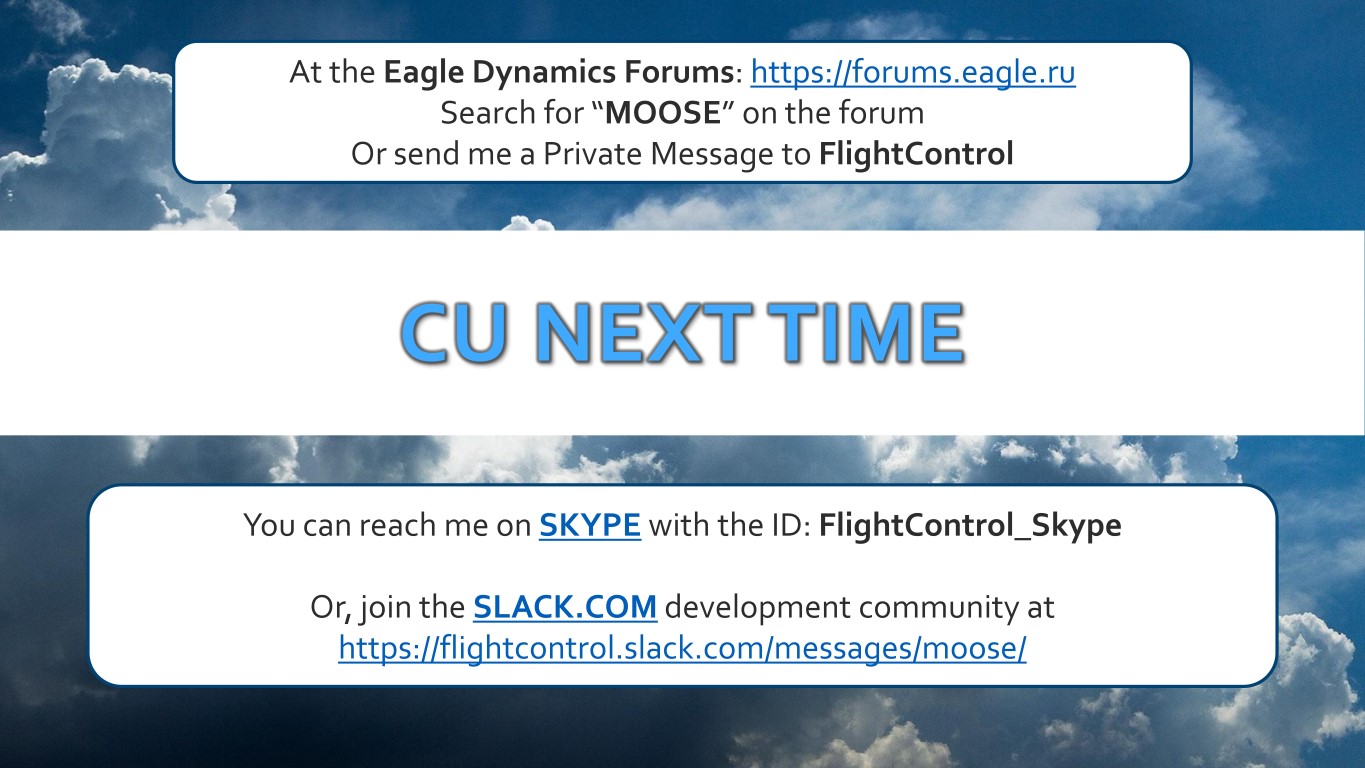 At the Eagle Dynamics Forums: https://forums.eagle.ru
Search for “MOOSE” on the forum
Or send me a Private Message to FlightControl
CU NEXT TIME
You can reach me on SKYPE with the ID: FlightControl_Skype
Or, join the SLACK.COM development community at
https://flightcontrol.slack.com/messages/moose/